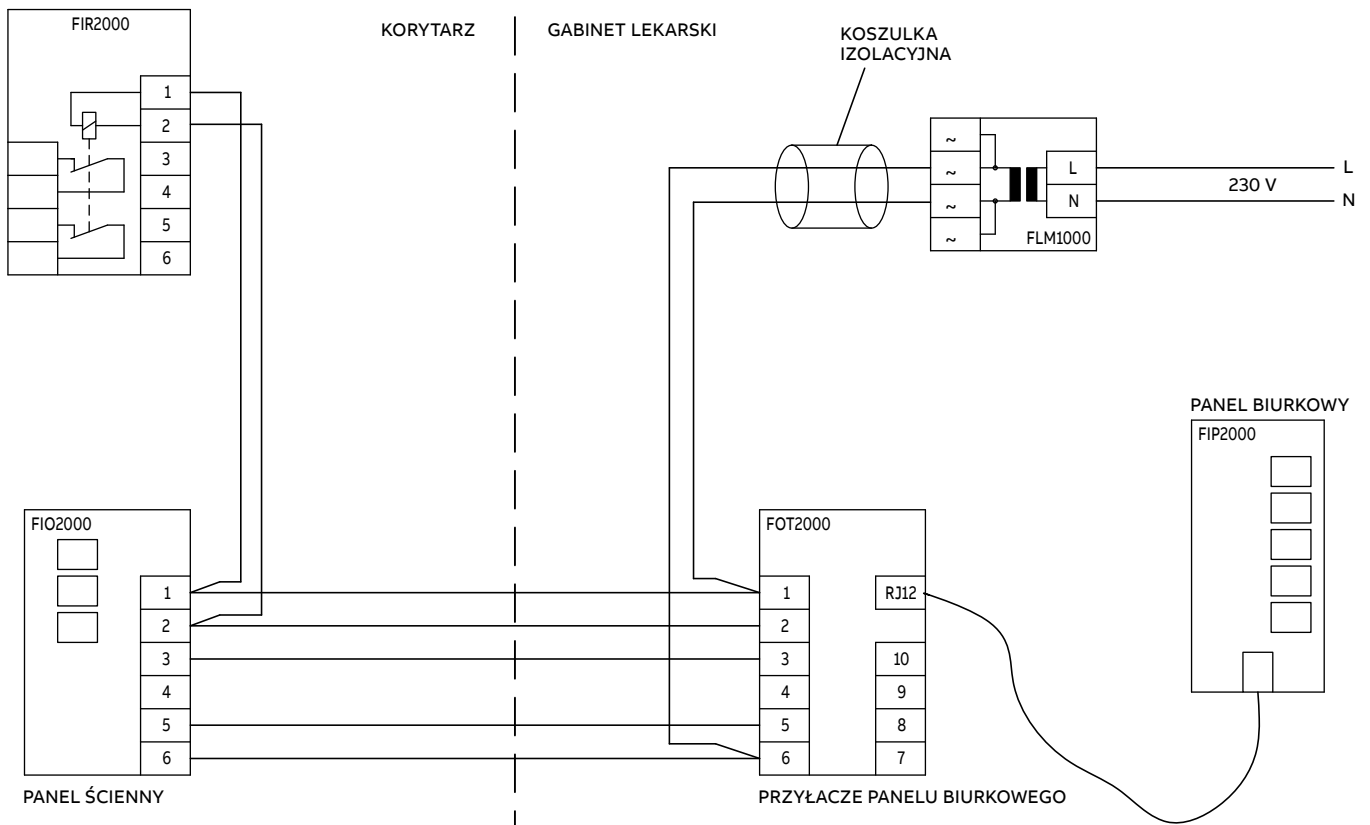 FIR2000
KORYTARZ
GABINET LEKARSKI
KOSZULKA
IZOLACYJNA
1
2
3
4
5
6
~
~
~
~
L
N
FLM1000
230 V
L
N
PANEL BIURKOWY
FIP2000
FIO2000
1
2
3
4
5
6
PANEL ŚCIENNY
FOT2000
1
2
3
4
5
6
RJ12
10
9
8
7
PRZYŁACZE PANELU BIURKOWEGO